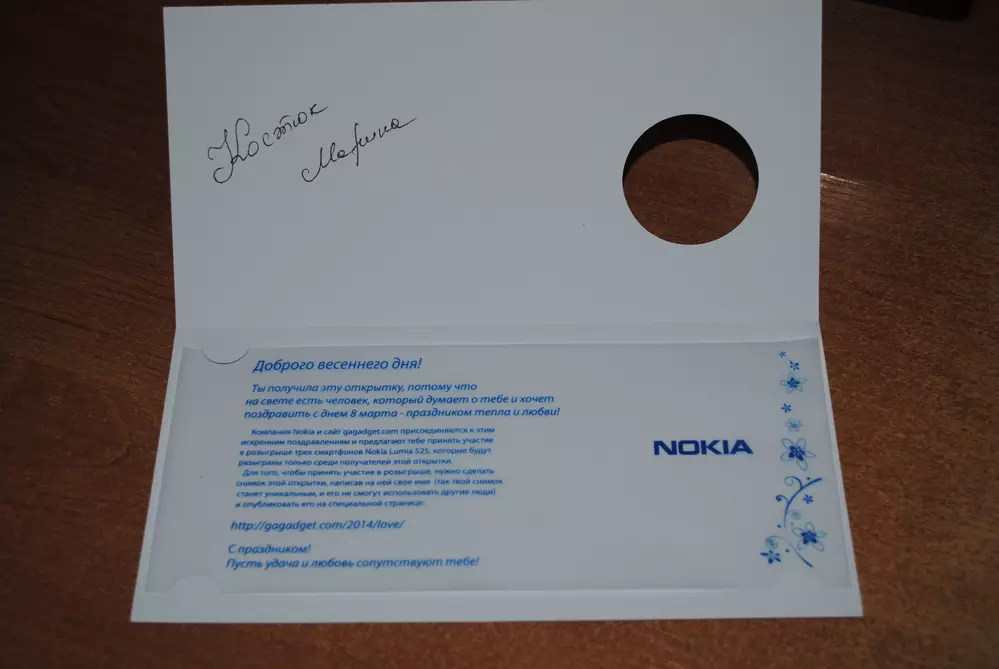 Костюк
Марина
Доброго весеннего дня!
Ты получила эту открытку, потому что
на свете есть человек, который думает о тебе и хочет
поздравить с днем 8 марта - праздником тепла и любви!
Компания Nokia и сайт gagadget.com присоединяются к этим
искренним поздравлениям и предлагают тебе принять участие
в розыгрыше трех смартфонов Nokia Lumia 525, которые будут
разыграны только среди получателей этой открытки.
Для того, чтобы принять участие в розыгрыше, нужно сделать
снимок этой открытки, написав на ней свое имя (так твой снимок
станет уникальным, и его не смогут использовать другие люди)
и опубликовать его на специальной странице:
http://gagadget.com/2014/love/
С праздником!
Пусть удача и любовь сопутствуют тебе!
NOKIA